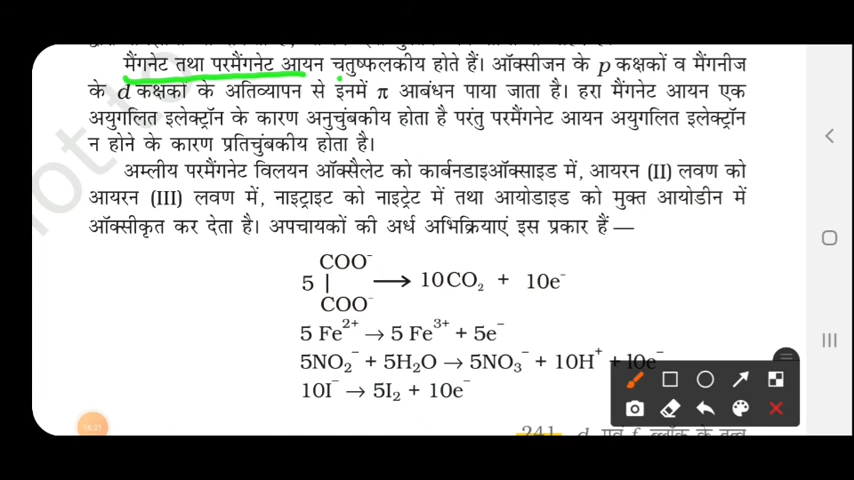 मैंगनेट तथा परमैंगनेट आयन चतुष्फलकीय होते हैं। ऑक्सीजन के p कक्षकों व मैंगनीज
के d कक्षकों के अतिव्यापन से इनमें π आबंधन पाया जाता है। हरा मैंगनेट आयन एक
अयुगलित इलेक्ट्रॉन के कारण अनुचुंबकीय होता है परंतु परमैंगनेट आयन अयुगलित इलेक्ट्रॉन
न होने के कारण प्रतिचुंबकीय होता है।
अम्लीय परमैंगनेट विलयन ऑक्सैलेट को कार्बनडाइऑक्साइड में, आयरन (II) लवण को
आयरन (III) लवण में, नाइट्राइट को नाइट्रेट में तथा आयोडाइड को मुक्त आयोडीन में
ऑक्सीकृत कर देता है। अपचायकों की अर्ध अभिक्रियाएं इस प्रकार हैं —
COO⁻
5 | → 10CO₂ + 10e⁻
COO⁻
5 Fe²⁺ → 5 Fe³⁺ + 5e⁻
5NO₂⁻ + 5H₂O → 5NO₃⁻ + 10H⁺ + 10e⁻
10I⁻ → 5I₂ + 10e⁻
16:21
241 d एवं f ब्लॉक के तत्व